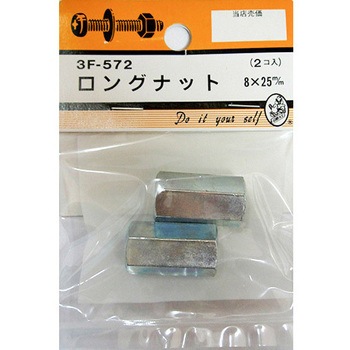 当店売価
3F-572
(2コ入)
ロングナット
8×25m/m
Do it your self